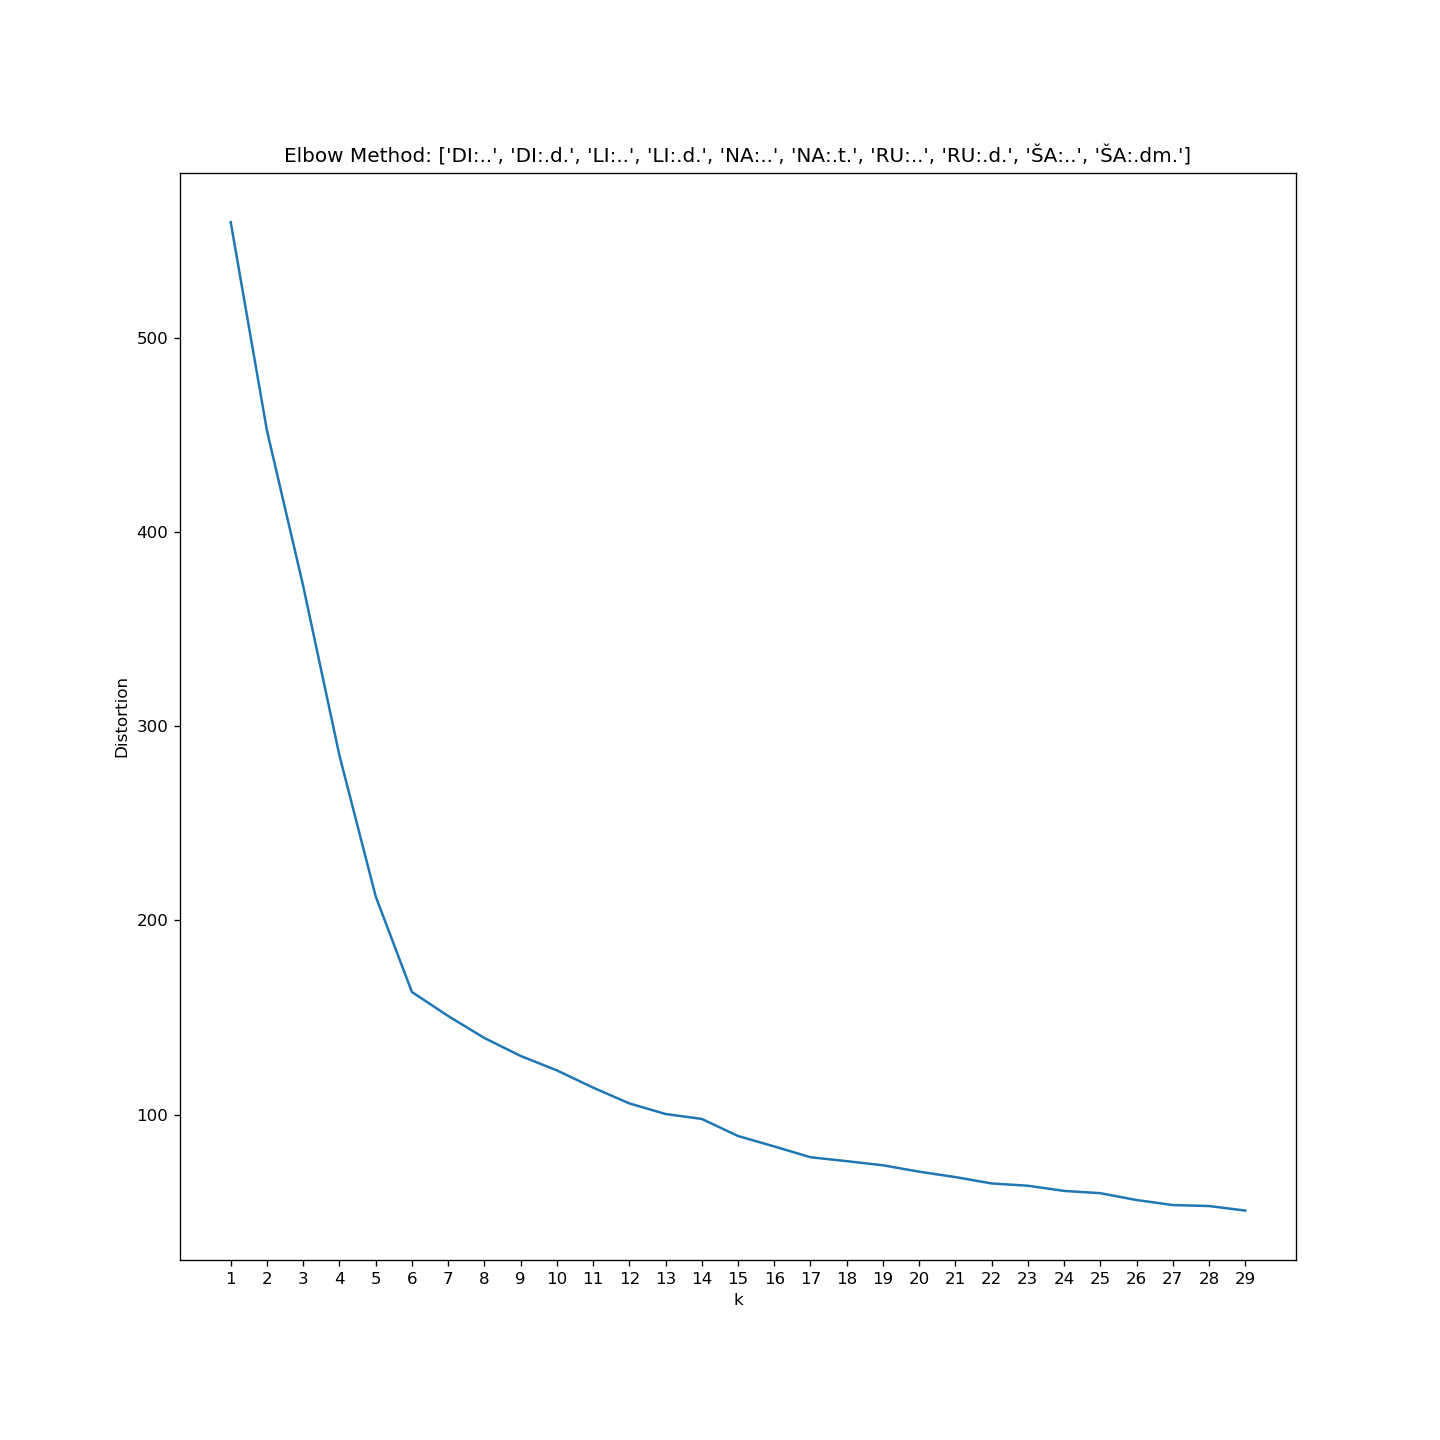 Elbow Method: ['DI:..', 'DI:.d.', 'LI:..', 'LI:.d.', 'NA:..', 'NA:.t.', 'RU:..', 'RU:.d.', 'ŠA:..', 'ŠA:.dm.']
500
400
300
200
100
Distortion
1 2 3 4 5 6 7 8 9 10 11 12 13 14 15 16 17 18 19 20 21 22 23 24 25 26 27 28 29
k